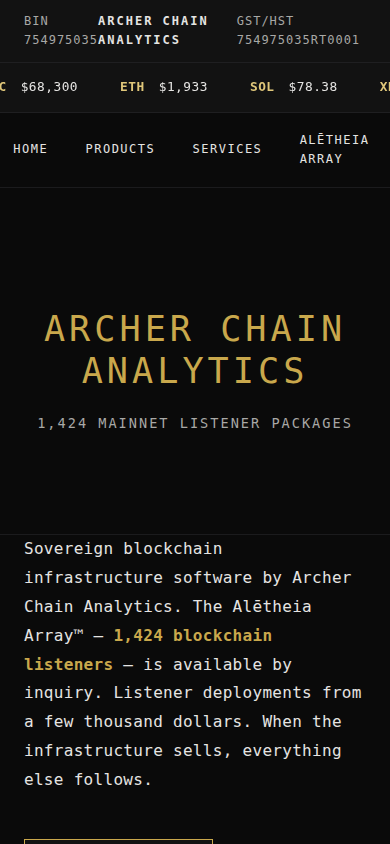 BIN
754975035
ARCHER CHAIN
ANALYTICS
GST/HST
754975035RT0001
$68,300 ETH $1,933 SOL $78.38
HOME PRODUCTS SERVICES ALĒTHEIA
ARRAY
ARCHER CHAIN
ANALYTICS
1,424 MAINNET LISTENER PACKAGES
Sovereign blockchain
infrastructure software by Archer
Chain Analytics. The Alētheia
Array™ — 1,424 blockchain
listeners — is available by
inquiry. Listener deployments from
a few thousand dollars. When the
infrastructure sells, everything
else follows.